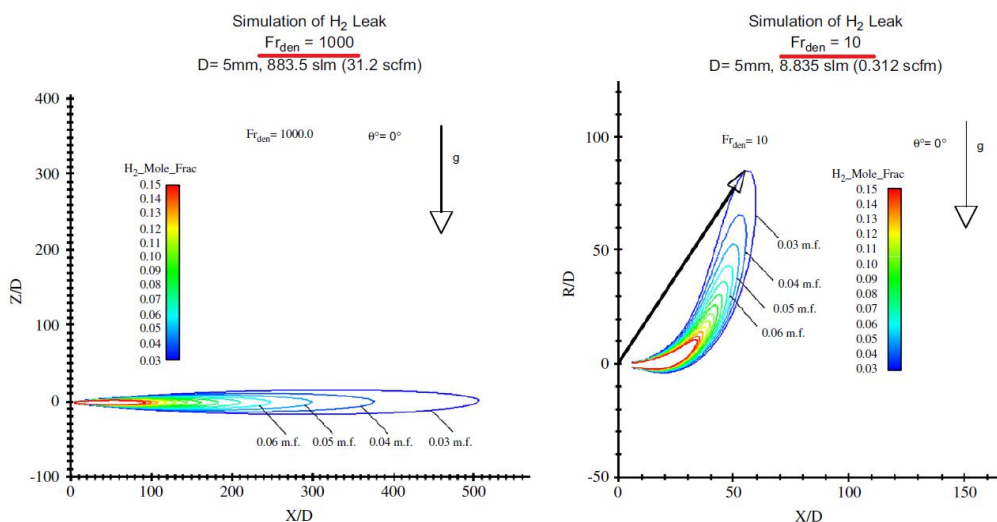 Simulation of H₂ Leak
Fr_den = 1000
D= 5mm, 883.5 slm (31.2 scfm)
400
300
200
100
0
-100
Z/D
Fr_den= 1000.0
θ°= 0°
g
H₂_Mole_Frac
0.15
0.14
0.13
0.11
0.10
0.09
0.08
0.07
0.06
0.05
0.04
0.03
0.06 m.f.
0.05 m.f.
0.04 m.f.
0.03 m.f.
0
100
200
300
400
500
X/D
Simulation of H₂ Leak
Fr_den = 10
D= 5mm, 8.835 slm (0.312 scfm)
100
50
0
-50
R/D
Fr_den= 10
θ°= 0°
g
H₂_Mole_Frac
0.15
0.14
0.13
0.11
0.10
0.09
0.08
0.07
0.06
0.05
0.04
0.03
0.03 m.f.
0.04 m.f.
0.05 m.f.
0.06 m.f.
0
50
100
150
X/D